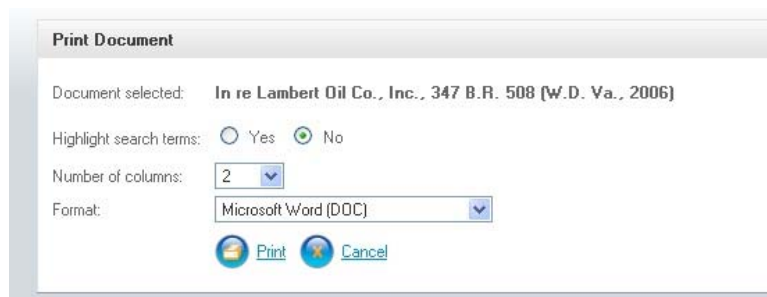 Print Document
Document selected: In re Lambert Oil Co., Inc., 347 B.R. 508 (W.D. Va., 2006)
Highlight search terms: Yes No
Number of columns: 2
Format: Microsoft Word (DOC)
Print Cancel